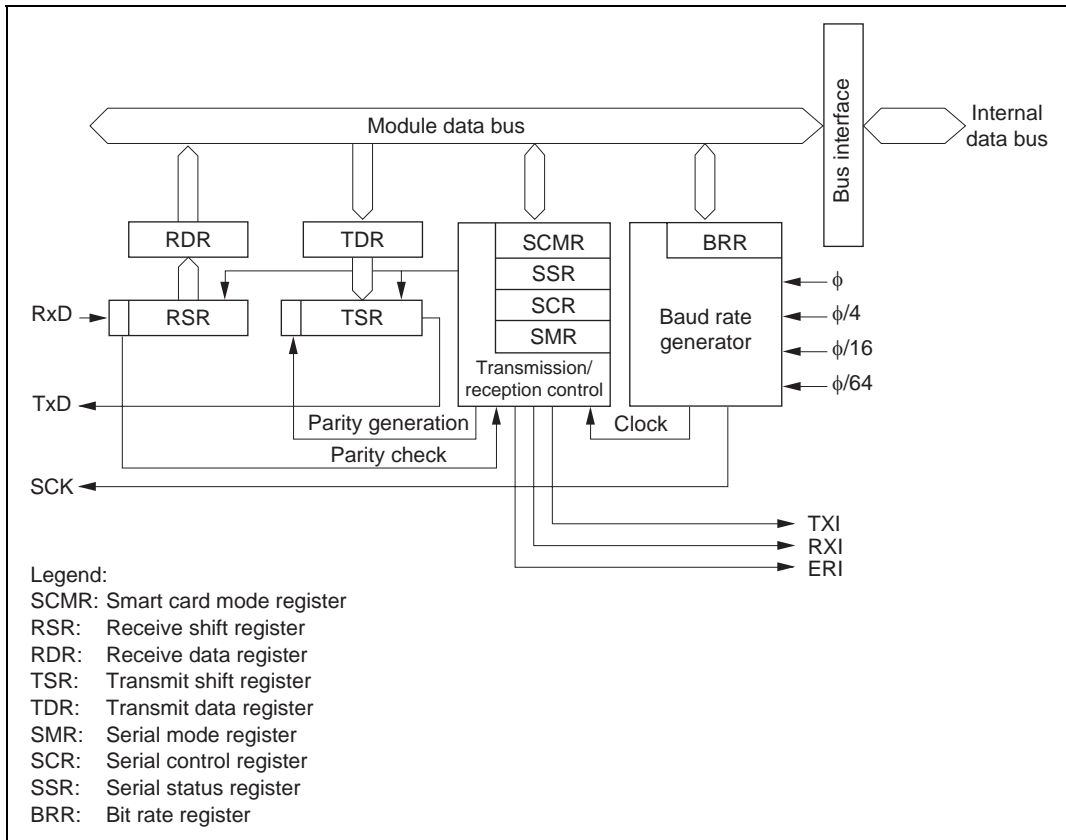 Module data bus
Bus interface
Internal
data bus
RDR
TDR
SCMR
SSR
SCR
SMR
Transmission/
reception control
BRR
Baud rate
generator
ϕ
ϕ/4
ϕ/16
ϕ/64
RxD
RSR
TSR
TxD
Parity generation
Clock
Parity check
SCK
TXI
RXI
ERI
Legend:
SCMR: Smart card mode register
RSR: Receive shift register
RDR: Receive data register
TSR: Transmit shift register
TDR: Transmit data register
SMR: Serial mode register
SCR: Serial control register
SSR: Serial status register
BRR: Bit rate register